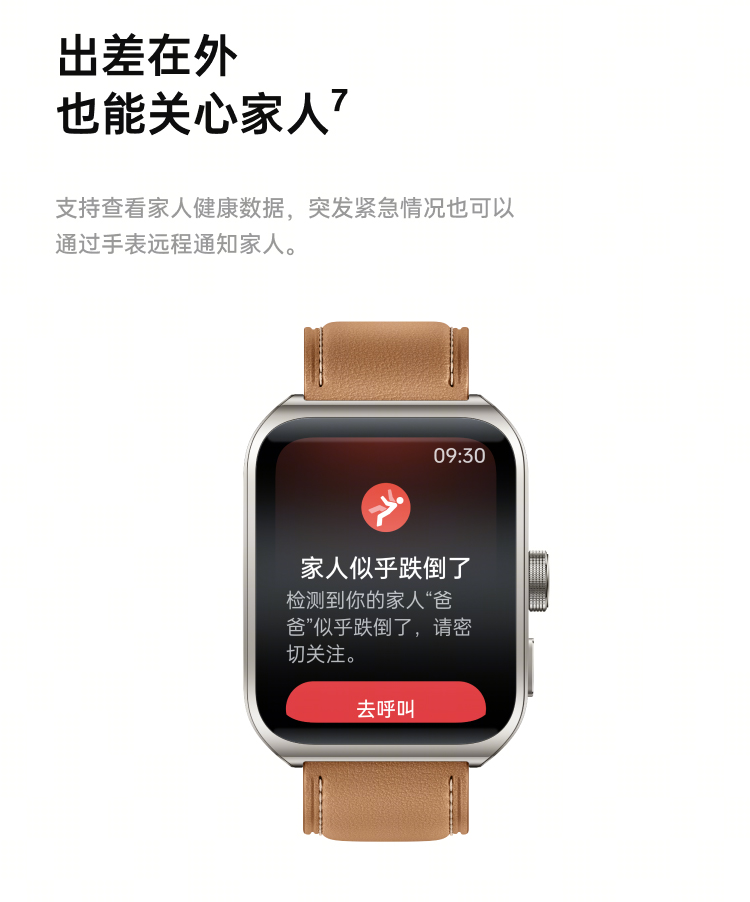 出差在外
也能关心家人7
支持查看家人健康数据，突发紧急情况也可以
通过手表远程通知家人。
09:30
家人似乎跌倒了
检测到你的家人“爸
爸”似乎跌倒了，请密
切关注。
去呼叫